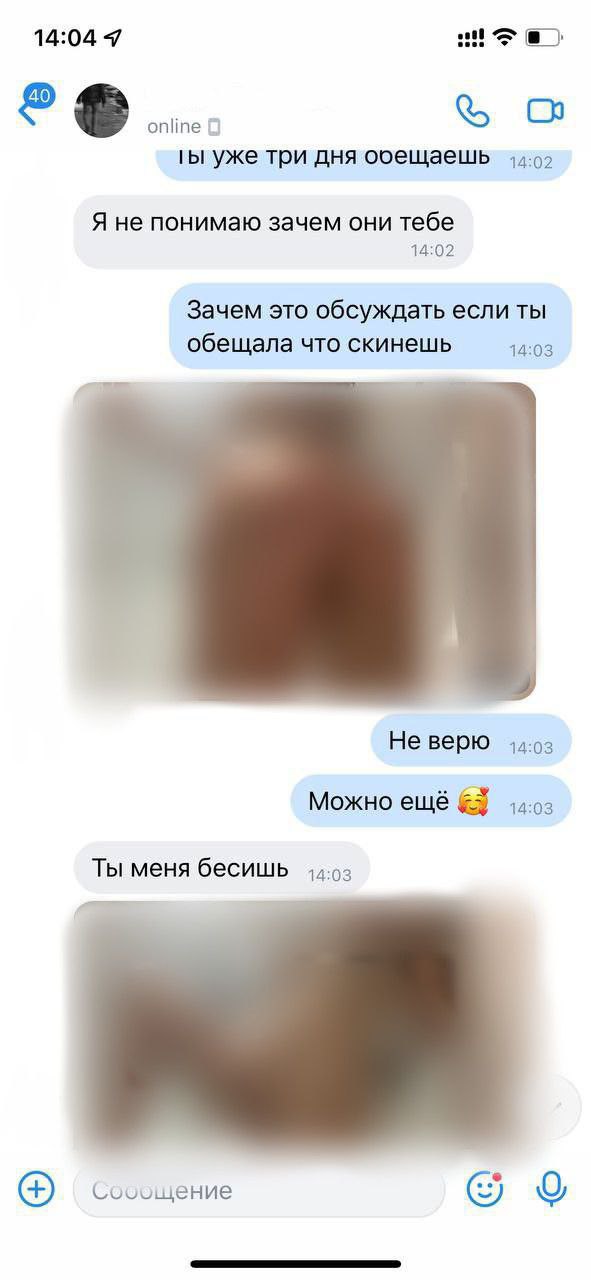 14:04
40
online
Ты уже три дня обещаешь 14:02
Я не понимаю зачем они тебе
14:02
Зачем это обсуждать если ты
обещала что скинешь 14:03
Не верю 14:03
Можно ещё 🥰 14:03
Ты меня бесишь 14:03
Сообщение